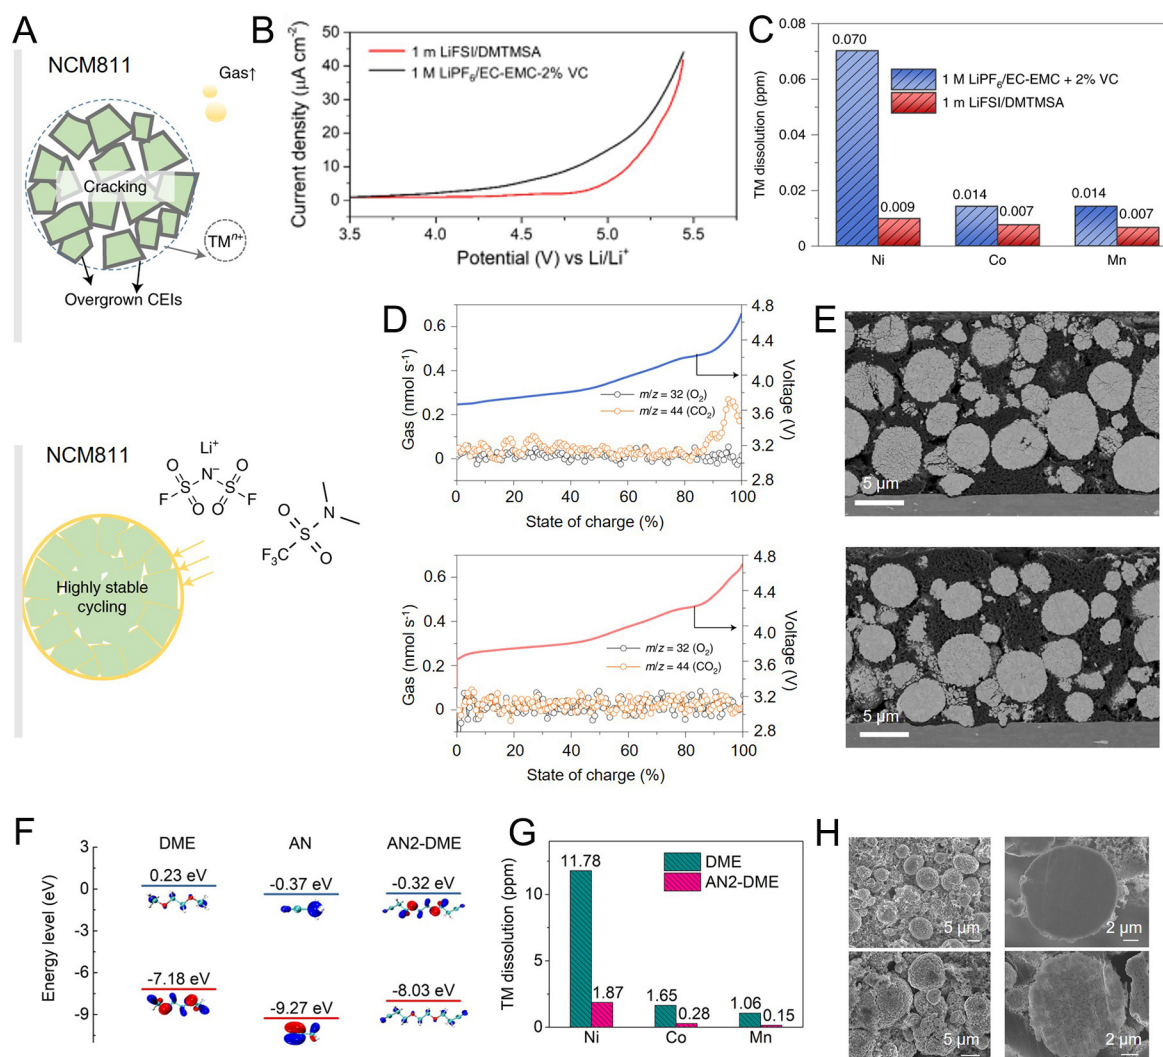 A
NCM811
Gas↑
Cracking
TMⁿ⁺
Overgrown CEIs
NCM811
Li⁺
O
O
N⁻
S
S
F
O
O
F
O
N
S
F₃C
O
Highly stable
cycling
B
Current density (μA cm⁻²)
50
40
30
20
10
0
1 m LiFSI/DMTMSA
1 M LiPF₆/EC-EMC-2% VC
3.5
4.0
4.5
5.0
5.5
Potential (V) vs Li/Li⁺
C
TM dissolution (ppm)
0.08
0.06
0.04
0.02
0
0.070
0.009
0.014
0.007
0.014
0.007
1 M LiPF₆/EC-EMC + 2% VC
1 m LiFSI/DMTMSA
Ni
Co
Mn
D
Gas (nmol s⁻¹)
0.6
0.4
0.2
0
4.8
4.4
4.0
3.6
3.2
2.8
Voltage (V)
m/z = 32 (O₂)
m/z = 44 (CO₂)
0
20
40
60
80
100
State of charge (%)
Gas (nmol s⁻¹)
0.6
0.4
0.2
0
4.8
4.4
4.0
3.6
3.2
2.8
Voltage (V)
m/z = 32 (O₂)
m/z = 44 (CO₂)
0
20
40
60
80
100
State of charge (%)
E
5 μm
5 μm
F
Energy level (eV)
3
0
-3
-6
-9
DME
AN
AN2-DME
0.23 eV
-0.37 eV
-0.32 eV
-7.18 eV
-9.27 eV
-8.03 eV
G
TM dissolution (ppm)
12
8
4
0
11.78
1.87
1.65
0.28
1.06
0.15
DME
AN2-DME
Ni
Co
Mn
H
5 μm
2 μm
5 μm
2 μm